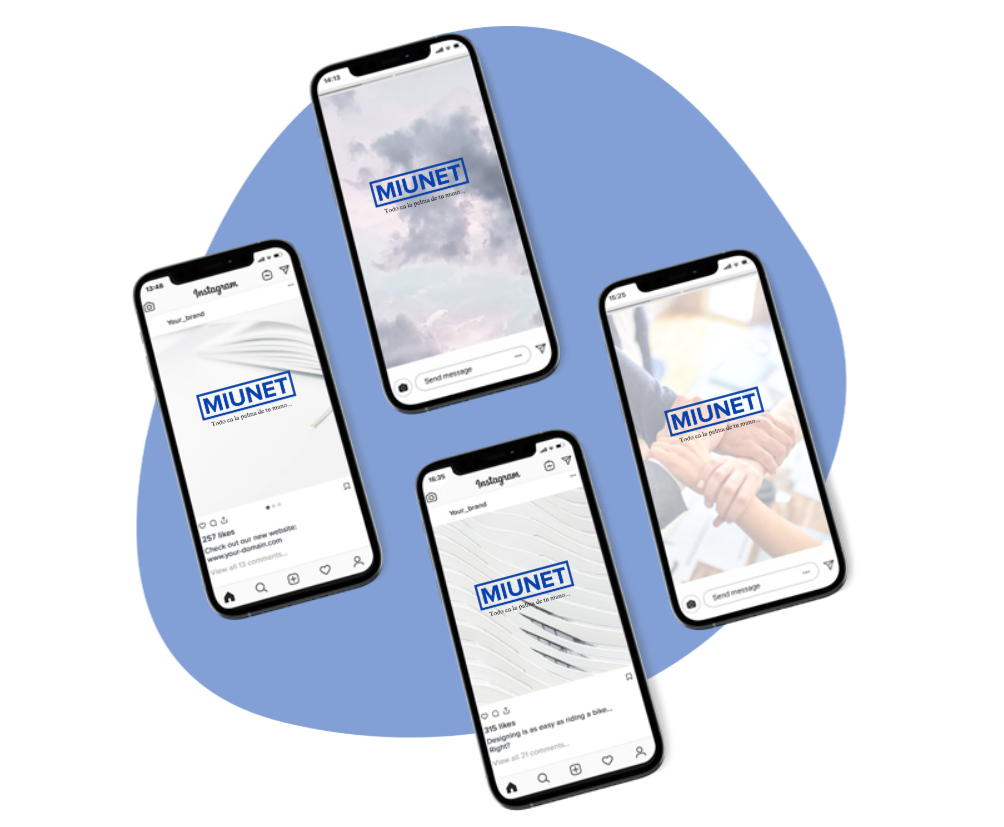 14:13
MIUNET
Todo en la palma de tu mano...
Send message
13:48
Instagram
Your_brand
MIUNET
Todo en la palma de tu mano...
257 likes
Check out our new website:
www.your-domain.com
View all 13 comments...
15:25
MIUNET
Todo en la palma de tu mano...
Send message
16:35
Instagram
Your_brand
MIUNET
Todo en la palma de tu mano...
315 likes
Designing is as easy as riding a bike...
Right?
View all 21 comments...